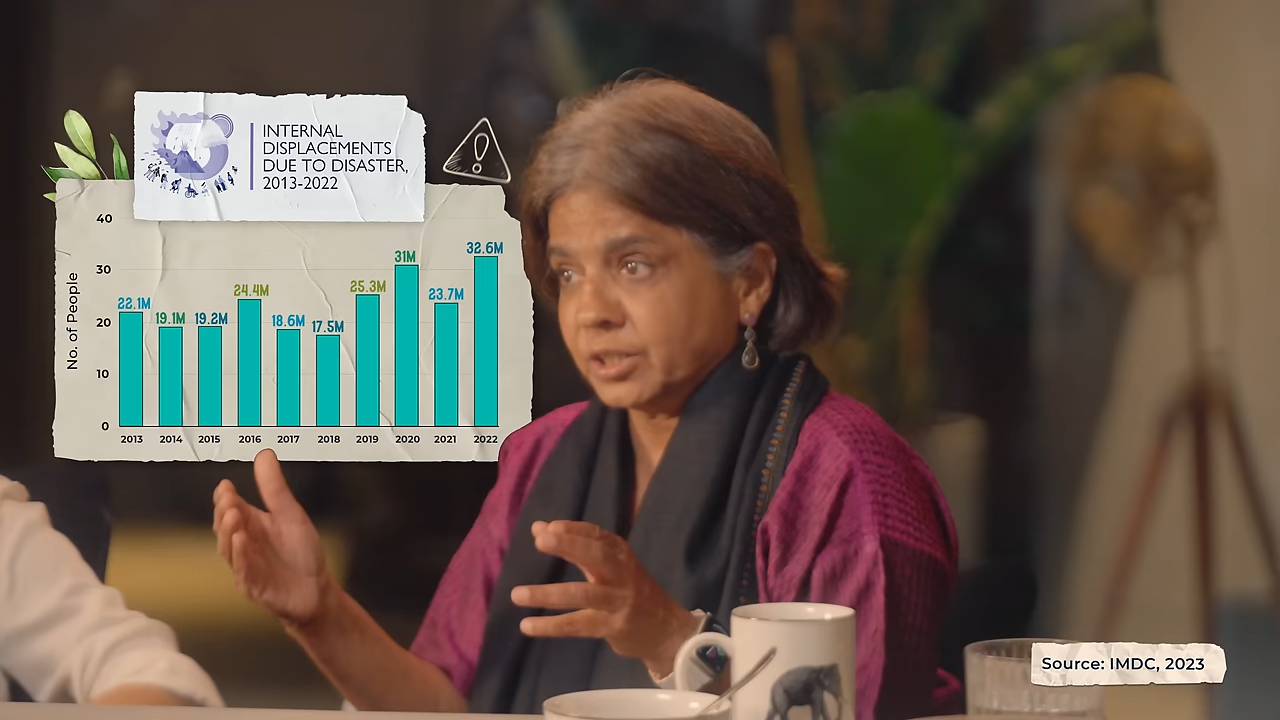 INTERNAL
DISPLACEMENTS
DUE TO DISASTER,
2013-2022
No. of People
40
30
20
10
0
22.1M
19.1M
19.2M
24.4M
18.6M
17.5M
25.3M
31M
23.7M
32.6M
2013 2014 2015 2016 2017 2018 2019 2020 2021 2022
Source: IMDC, 2023